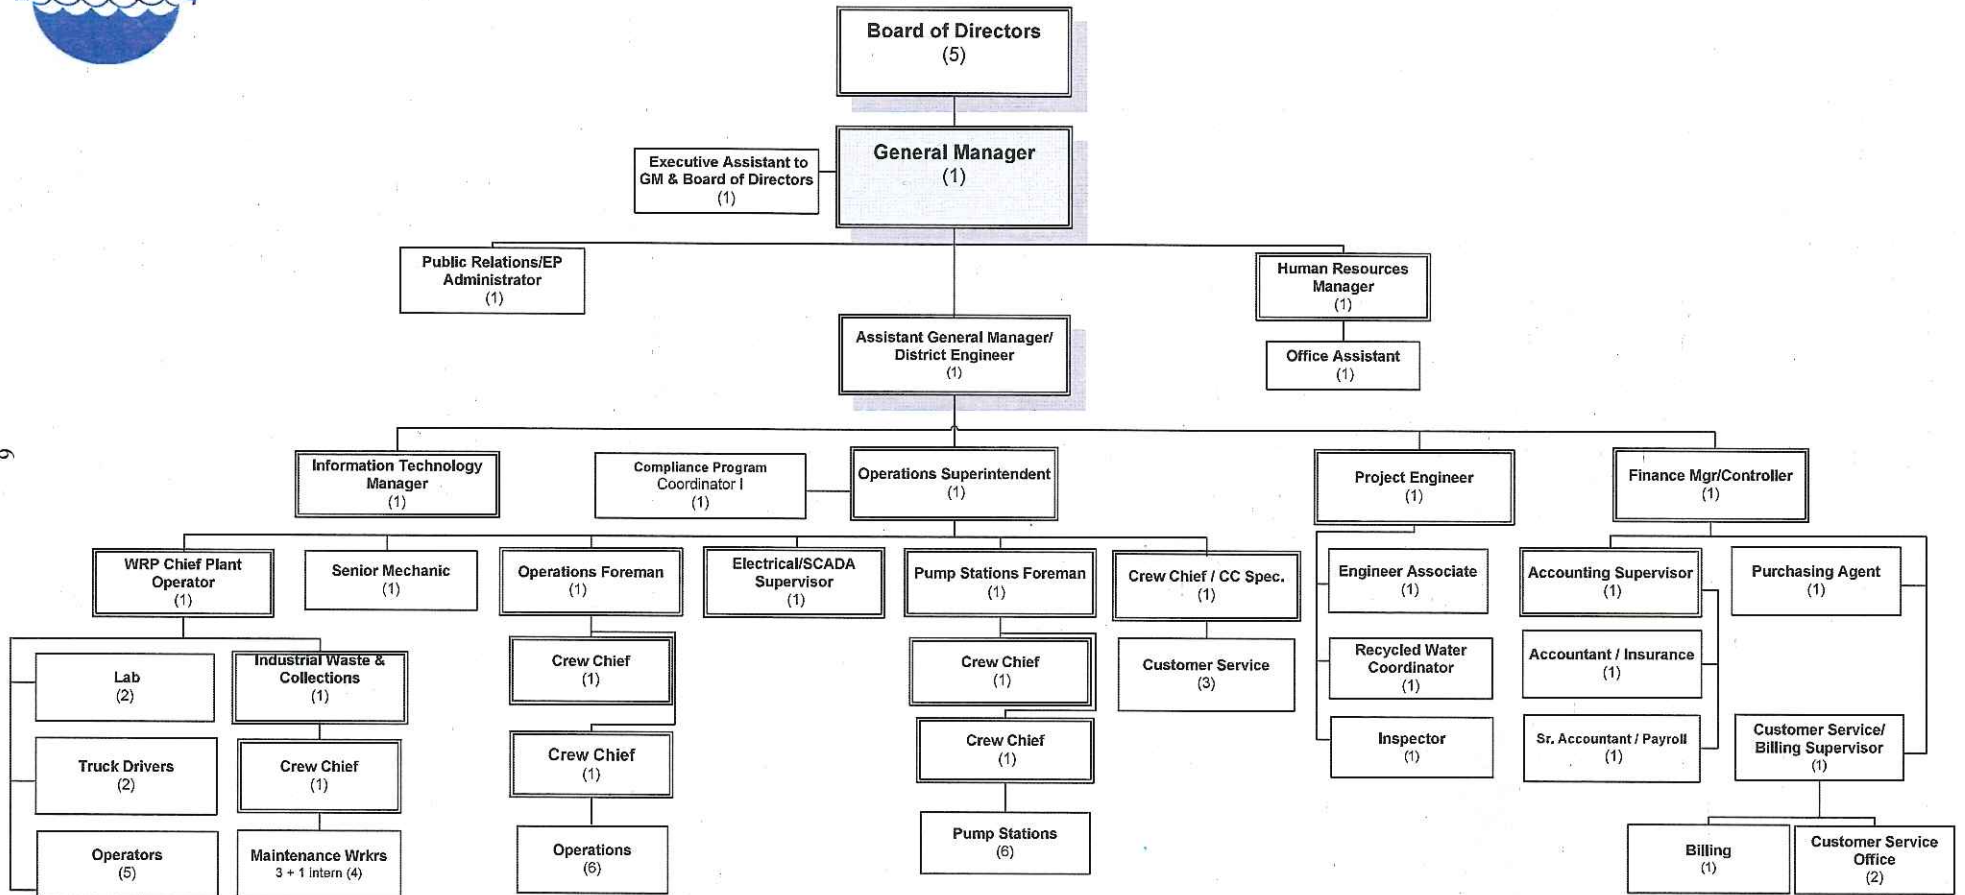 Board of Directors
(5)
General Manager
(1)
Executive Assistant to
GM & Board of Directors
(1)
Public Relations/EP
Administrator
(1)
Human Resources
Manager
(1)
Assistant General Manager/
District Engineer
(1)
Office Assistant
(1)
9
Information Technology
Manager
(1)
Compliance Program
Coordinator I
(1)
Operations Superintendent
(1)
Project Engineer
(1)
Finance Mgr/Controller
(1)
WRP Chief Plant
Operator
(1)
Senior Mechanic
(1)
Operations Foreman
(1)
Electrical/SCADA
Supervisor
(1)
Pump Stations Foreman
(1)
Crew Chief / CC Spec.
(1)
Engineer Associate
(1)
Accounting Supervisor
(1)
Purchasing Agent
(1)
Lab
(2)
Industrial Waste &
Collections
(1)
Crew Chief
(1)
Crew Chief
(1)
Customer Service
(3)
Recycled Water
Coordinator
(1)
Accountant / Insurance
(1)
Truck Drivers
(2)
Crew Chief
(1)
Crew Chief
(1)
Crew Chief
(1)
Inspector
(1)
Sr. Accountant / Payroll
(1)
Customer Service/
Billing Supervisor
(1)
Operators
(5)
Maintenance Wrkrs
3 + 1 intern (4)
Operations
(6)
Pump Stations
(6)
Billing
(1)
Customer Service
Office
(2)